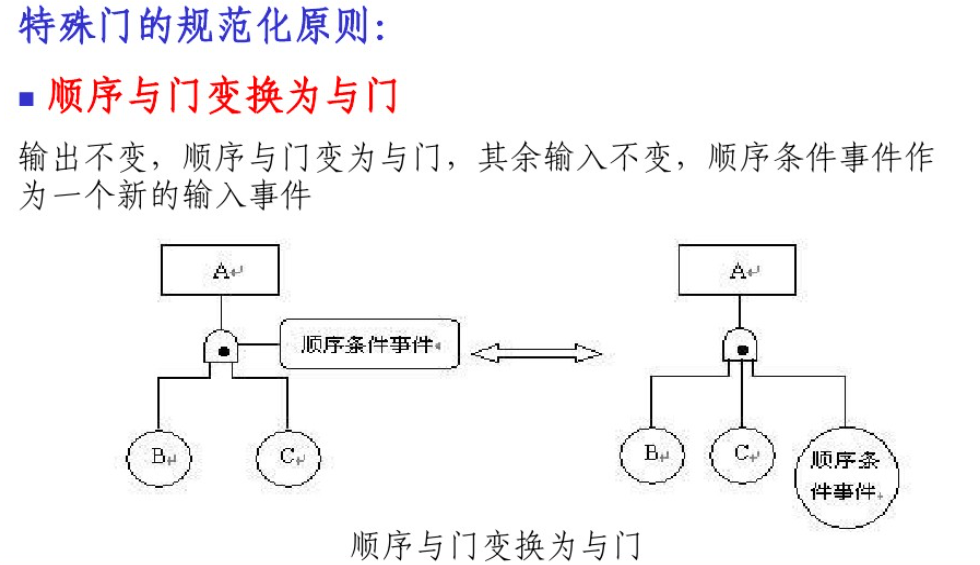 特殊门的规范化原则：
■ 顺序与门变换为与门
输出不变，顺序与门变为与门，其余输入不变，顺序条件事件作
为一个新的输入事件
A↵ A↵
顺序条件事件↵
B↵ C↵ B↵ C↵ 顺序条
件事件↵
顺序与门变换为与门